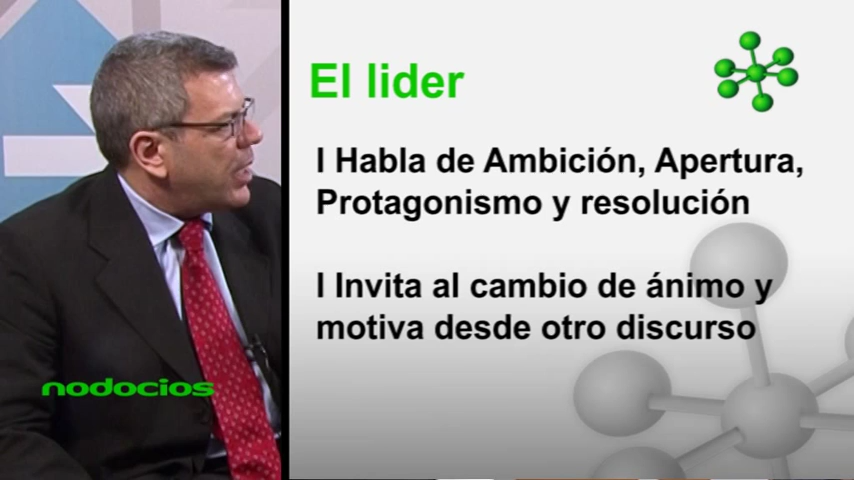 El lider
l Habla de Ambición, Apertura,
Protagonismo y resolución
l Invita al cambio de ánimo y
motiva desde otro discurso
nodocios